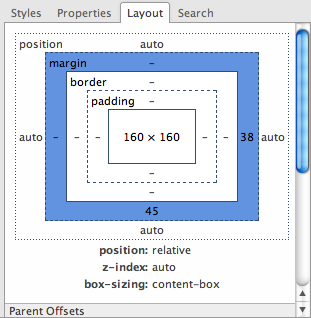 Styles Properties Layout Search
position auto
margin –
border –
padding –
auto – – – 160 × 160 – – 38 auto
–
–
45
auto
position: relative
z-index: auto
box-sizing: content-box
Parent Offsets